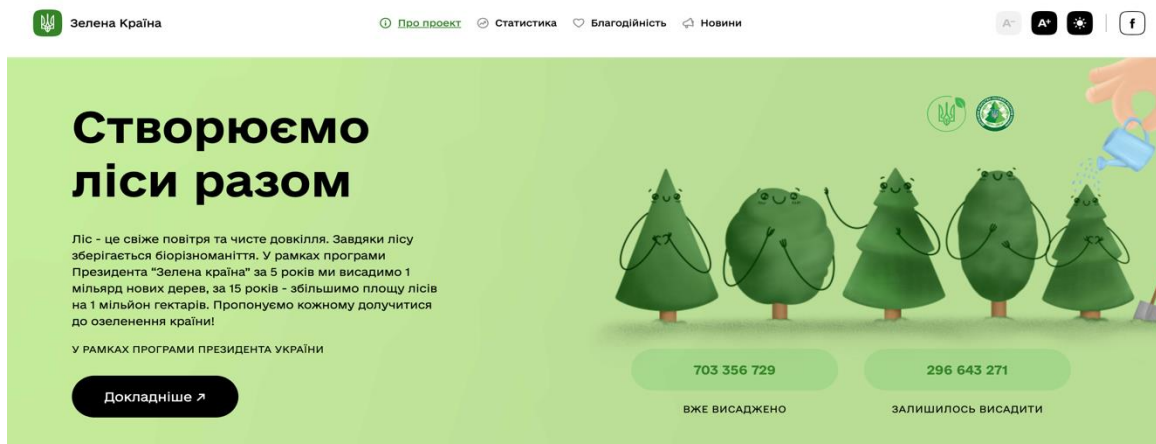 Зелена Країна
Про проект
Статистика
Благодійність
Новини
A-
A+
f
Створюємо
ліси разом
Ліс - це свіже повітря та чисте довкілля. Завдяки лісу
зберігається біорізноманіття. У рамках програми
Президента “Зелена країна” за 5 років ми висадимо 1
мільярд нових дерев, за 15 років - збільшимо площу лісів
на 1 мільйон гектарів. Пропонуємо кожному долучитися
до озеленення країни!
У РАМКАХ ПРОГРАМИ ПРЕЗИДЕНТА УКРАЇНИ
Докладніше ↗
703 356 729
296 643 271
ВЖЕ ВИСАДЖЕНО
ЗАЛИШИЛОСЬ ВИСАДИТИ